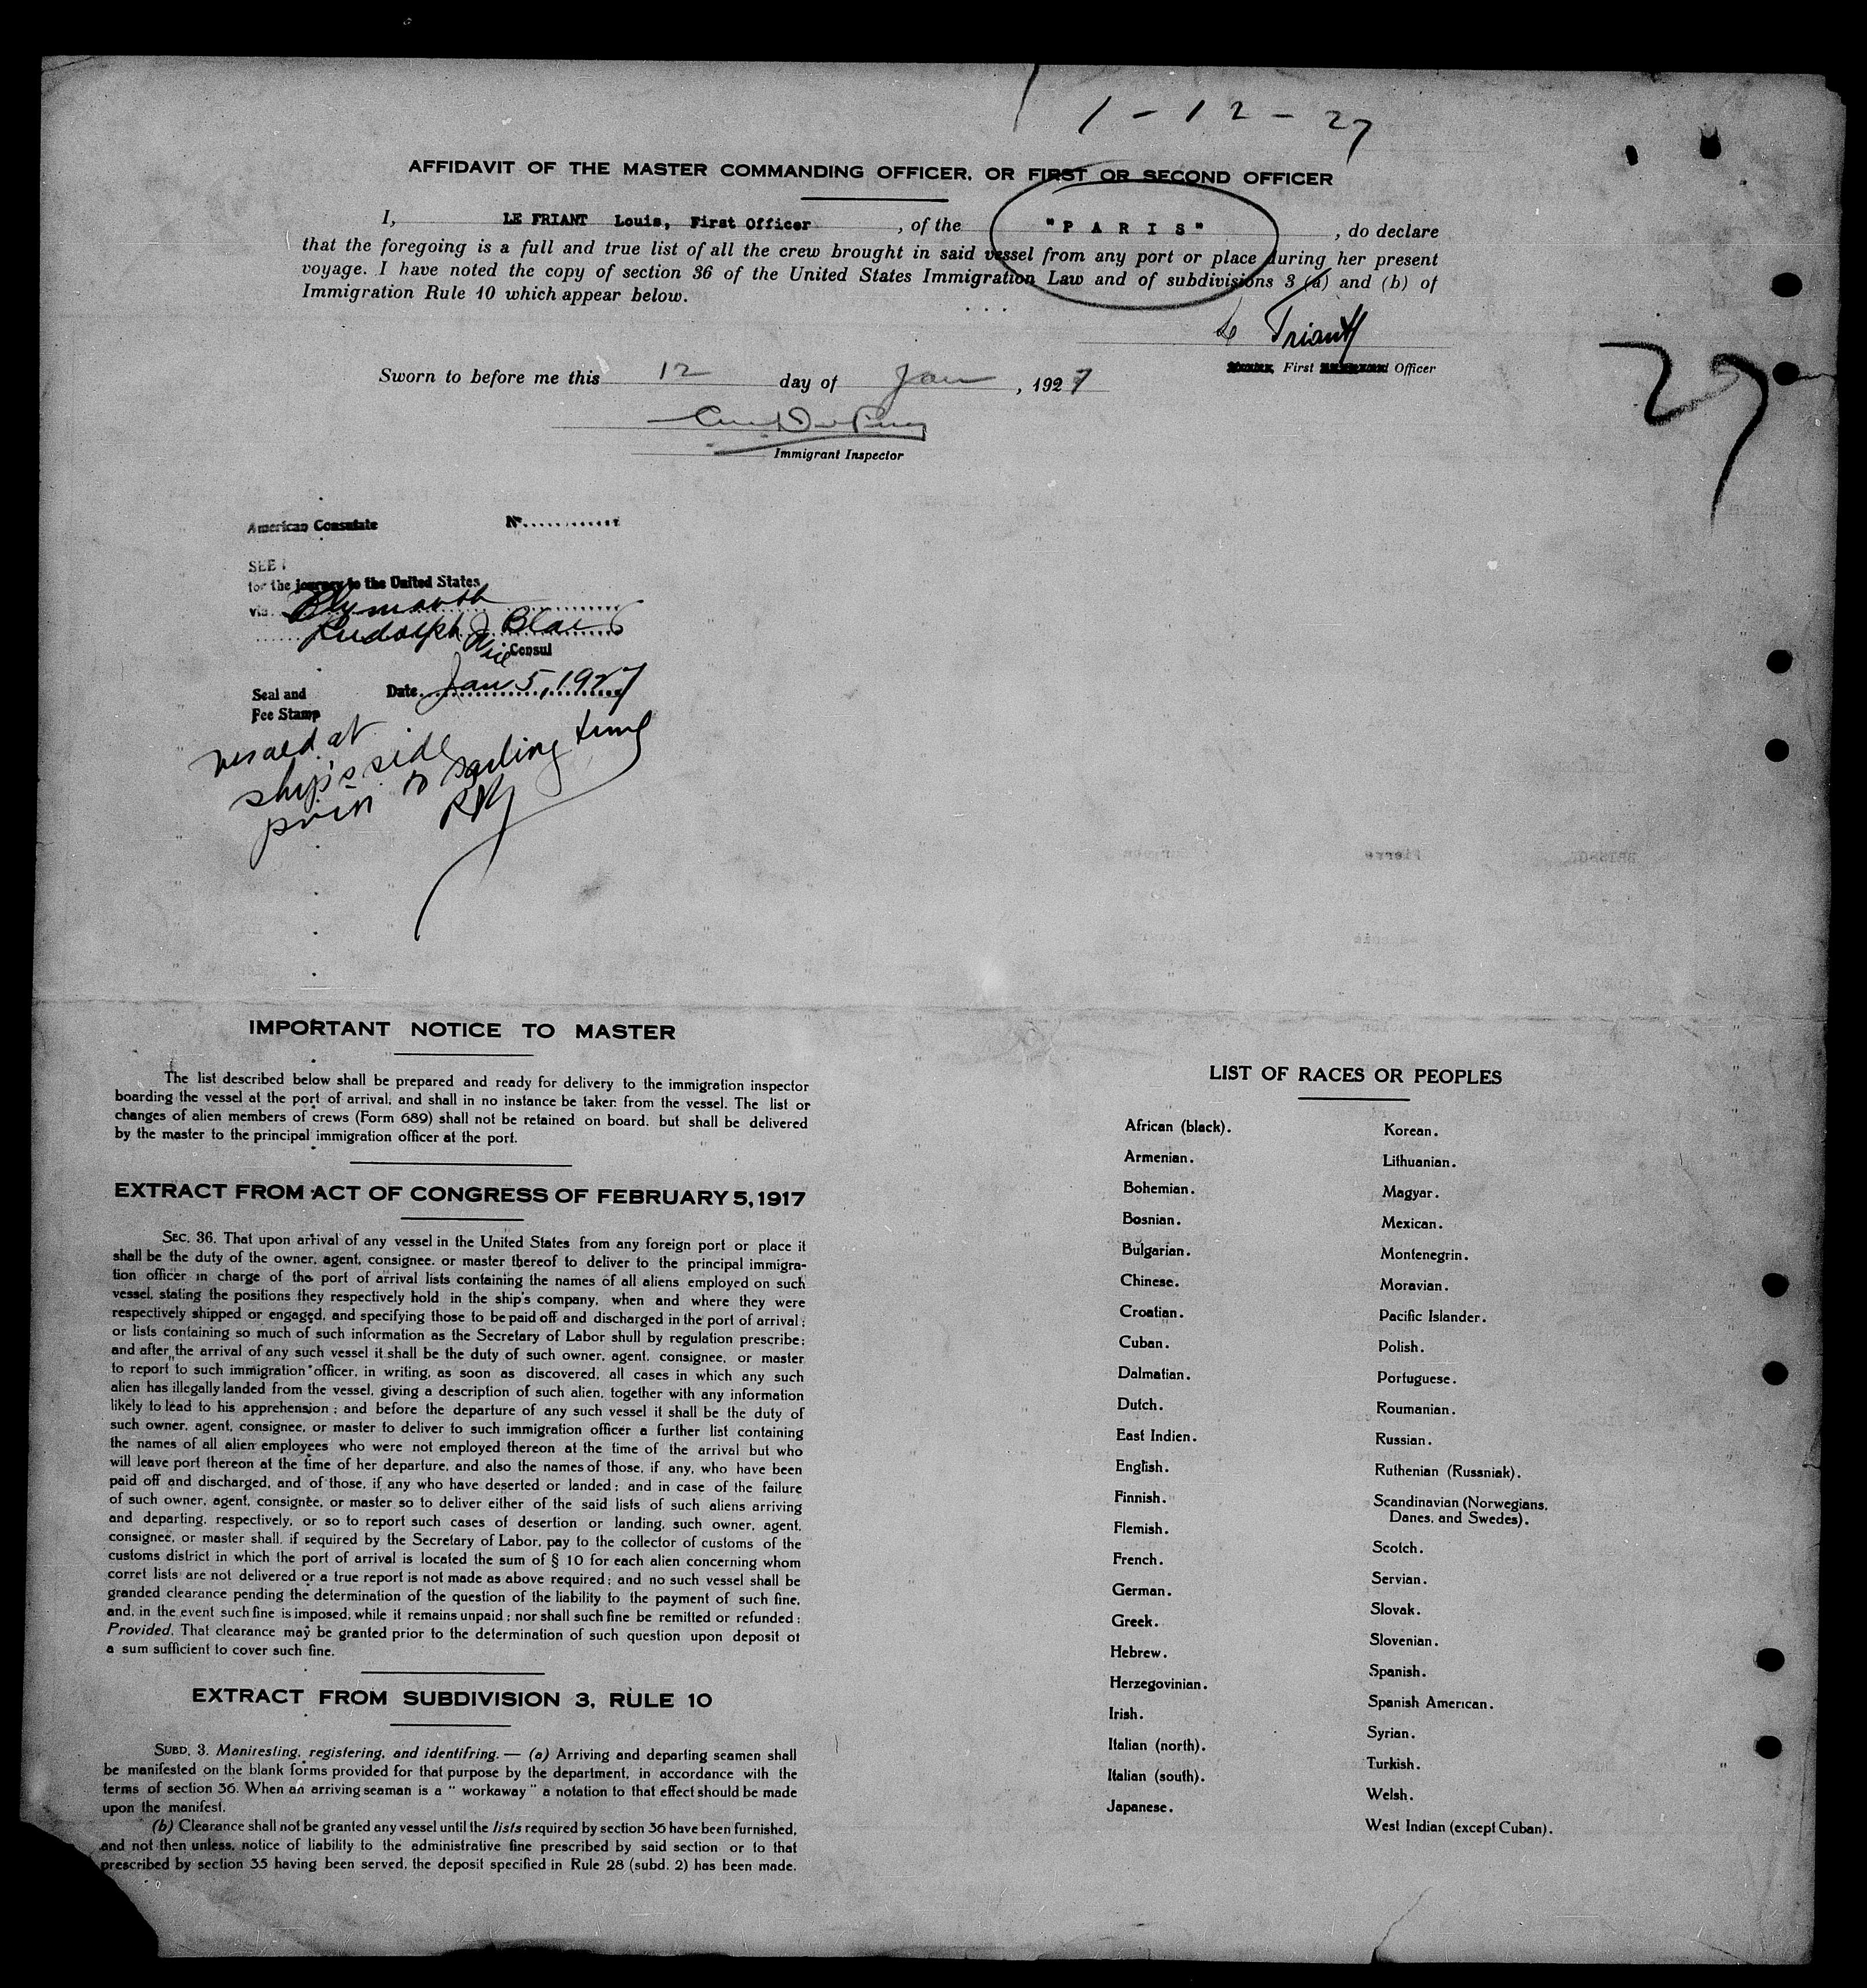 1-12-27
AFFIDAVIT OF THE MASTER COMMANDING OFFICER, OR FIRST OR SECOND OFFICER
I, LE FRIANT Louis, First Officer, of the "PARIS", do declare
that the foregoing is a full and true list of all the crew brought in said vessel from any port or place during her present
voyage. I have noted the copy of section 36 of the United States Immigration Law and of subdivisions 3 (a) and (b) of
Immigration Rule 10 which appear below.
Le Friant
First Officer
Sworn to before me this 12 day of Jan, 1927
Immigrant Inspector
29
American Consulate Nº
SEEN
for the journey to the United States
via Plymouth
Rudolph J Blais
Vice Consul
Seal and Date Jan 5, 1927
Fee Stamp
visaed at
ship's side
prior to sailing time
IMPORTANT NOTICE TO MASTER
The list described below shall be prepared and ready for delivery to the immigration inspector
boarding the vessel at the port of arrival, and shall in no instance be taken from the vessel. The list or
changes of alien members of crews (Form 689) shall not be retained on board, but shall be delivered
by the master to the principal immigration officer at the port.
EXTRACT FROM ACT OF CONGRESS OF FEBRUARY 5, 1917
SEC. 36. That upon arrival of any vessel in the United States from any foreign port or place it
shall be the duty of the owner, agent, consignee, or master thereof to deliver to the principal immigra-
tion officer in charge of the port of arrival lists containing the names of all aliens employed on such
vessel, stating the positions they respectively hold in the ship's company, when and where they were
respectively shipped or engaged, and specifying those to be paid off and discharged in the port of arrival;
or lists containing so much of such information as the Secretary of Labor shull by regulation prescribe;
and after the arrival of any such vessel it shall be the duty of such owner, agent, consignee, or master
to report to such immigration officer, in writing, as soon as discovered, all cases in which any such
alien has illegally landed from the vessel, giving a description of such alien, together with any information
likely to lead to his apprehension; and before the departure of any such vessel it shall be the duty of
such owner, agent, consignee, or master to deliver to such immigration officer a further list containing
the names of all alien employees who were not employed thereon at the time of the arrival but who
will leave port thereon at the time of her departure, and also the names of those, if any, who have been
paid off and discharged, and of those, if any who have deserted or landed; and in case of the failure
of such owner, agent, consignée, or master so to deliver either of the said lists of such aliens arriving
and departing, respectively, or so to report such cases of desertion or landing, such owner, agent,
consignee, or master shall, if required by the Secretary of Labor, pay to the collector of customs of the
customs district in which the port of arrival is located the sum of § 10 for each alien concerning whom
corret lists are not delivered or a true report is not made as above required; and no such vessel shall be
granded clearance pending the determination of the question of the liability to the payment of such fine,
and, in the event such fine is imposed, while it remains unpaid; nor shall such fine be remitted or refunded:
Provided, That clearance may be granted prior to the determination of such question upon deposit of
a sum sufficient to cover such fine.
EXTRACT FROM SUBDIVISION 3, RULE 10
SUBD. 3. Manitesting, registering, and identifring. — (a) Arriving and departing seamen shall
be manifested on the blank forms provided for that purpose by the department, in accordance with the
terms of section 36. When an arriving seaman is a " workaway " a notation to that effect should be made
upon the manifest.
(b) Clearance shall not be granted any vessel until the lists required by section 36 have been furnished,
and not then unless, notice of liability to the administrative fine prescribed by said section or to that
prescribed by section 35 having been served, the deposit specified in Rule 28 (subd. 2) has been made.
LIST OF RACES OR PEOPLES
African (black).
Armenian.
Bohemian.
Bosnian.
Bulgarian.
Chinese.
Croatian.
Cuban.
Dalmatian.
Dutch.
East Indien.
English.
Finnish.
Flemish.
French.
German.
Greek.
Hebrew.
Herzegovinian.
Irish.
Italian (north).
Italian (south).
Japanese.
Korean.
Lithuanian.
Magyar.
Mexican.
Montenegrin.
Moravian.
Pacific Islander.
Polish.
Portuguese.
Roumanian.
Russian.
Ruthenian (Russniak).
Scandinavian (Norwegians,
Danes, and Swedes).
Scotch.
Servian.
Slovak.
Slovenian.
Spanish.
Spanish American.
Syrian.
Turkish.
Welsh.
West Indian (except Cuban).